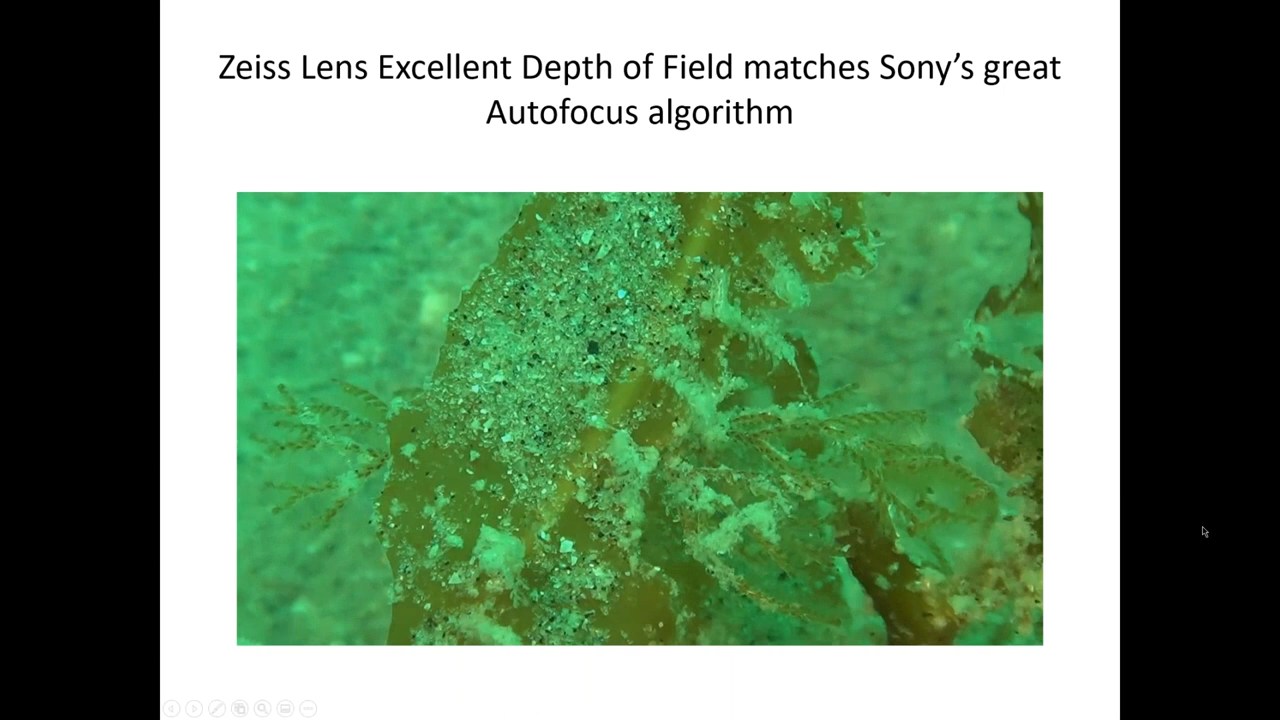 Zeiss Lens Excellent Depth of Field matches Sony’s great
Autofocus algorithm